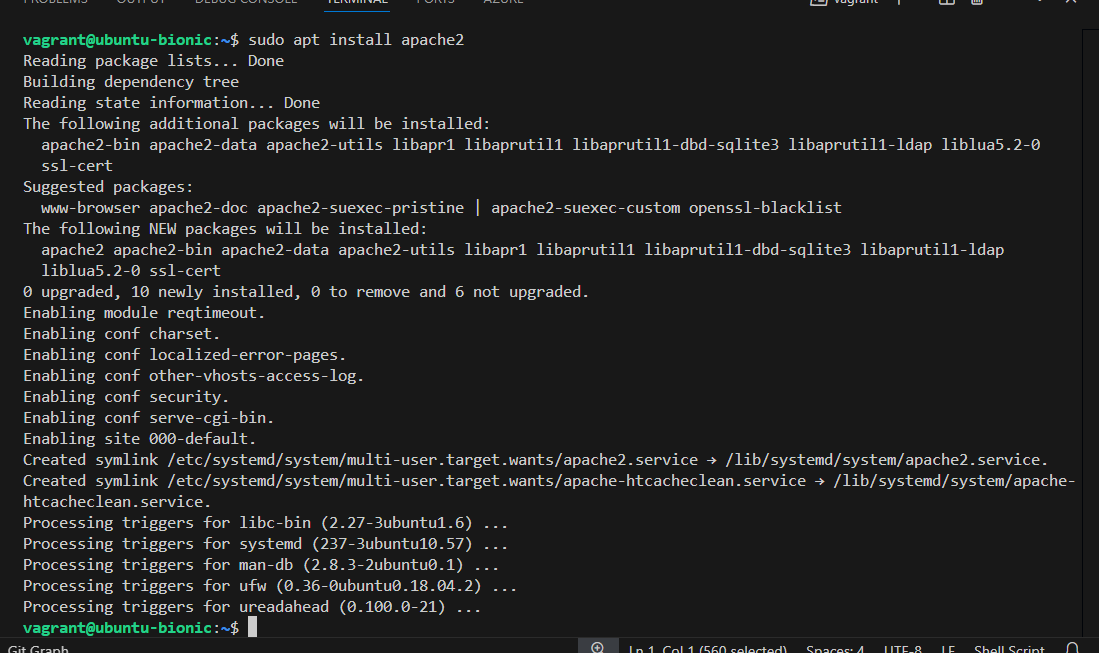 PROBLEMS OUTPUT DEBUG CONSOLE TERMINAL PORTS AZURE vagrant
vagrant@ubuntu-bionic:~$ sudo apt install apache2
Reading package lists... Done
Building dependency tree
Reading state information... Done
The following additional packages will be installed:
  apache2-bin apache2-data apache2-utils libapr1 libaprutil1 libaprutil1-dbd-sqlite3 libaprutil1-ldap liblua5.2-0
  ssl-cert
Suggested packages:
  www-browser apache2-doc apache2-suexec-pristine | apache2-suexec-custom openssl-blacklist
The following NEW packages will be installed:
  apache2 apache2-bin apache2-data apache2-utils libapr1 libaprutil1 libaprutil1-dbd-sqlite3 libaprutil1-ldap
  liblua5.2-0 ssl-cert
0 upgraded, 10 newly installed, 0 to remove and 6 not upgraded.
Enabling module reqtimeout.
Enabling conf charset.
Enabling conf localized-error-pages.
Enabling conf other-vhosts-access-log.
Enabling conf security.
Enabling conf serve-cgi-bin.
Enabling site 000-default.
Created symlink /etc/systemd/system/multi-user.target.wants/apache2.service → /lib/systemd/system/apache2.service.
Created symlink /etc/systemd/system/multi-user.target.wants/apache-htcacheclean.service → /lib/systemd/system/apache-
htcacheclean.service.
Processing triggers for libc-bin (2.27-3ubuntu1.6) ...
Processing triggers for systemd (237-3ubuntu10.57) ...
Processing triggers for man-db (2.8.3-2ubuntu0.1) ...
Processing triggers for ufw (0.36-0ubuntu0.18.04.2) ...
Processing triggers for ureadahead (0.100.0-21) ...
vagrant@ubuntu-bionic:~$
Git Graph Ln 1, Col 1 (560 selected) Spaces: 4 UTF-8 LF Shell Script